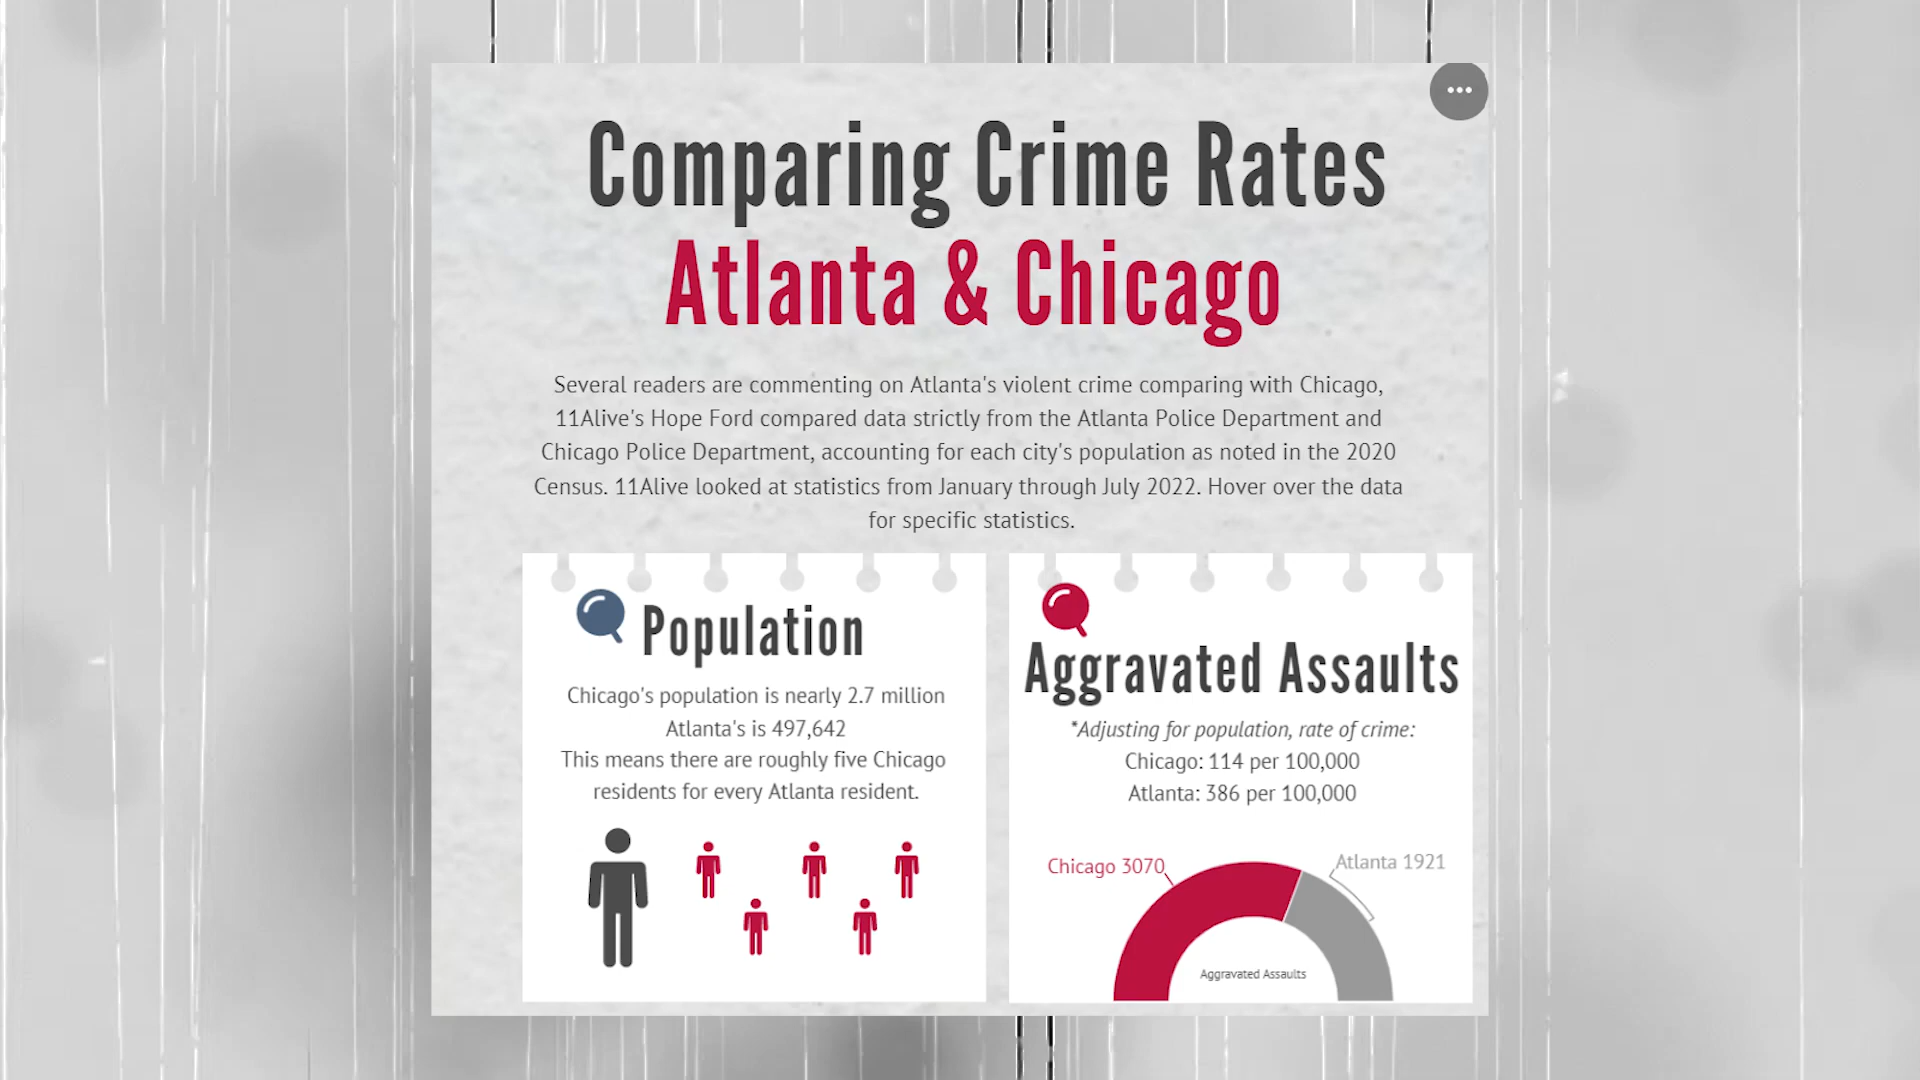 Comparing Crime Rates
Atlanta & Chicago
Several readers are commenting on Atlanta's violent crime comparing with Chicago,
11Alive's Hope Ford compared data strictly from the Atlanta Police Department and
Chicago Police Department, accounting for each city's population as noted in the 2020
Census. 11Alive looked at statistics from January through July 2022. Hover over the data
for specific statistics.
Population
Chicago's population is nearly 2.7 million
Atlanta's is 497,642
This means there are roughly five Chicago
residents for every Atlanta resident.
Aggravated Assaults
*Adjusting for population, rate of crime:
Chicago: 114 per 100,000
Atlanta: 386 per 100,000
Chicago 3070
Atlanta 1921
Aggravated Assaults